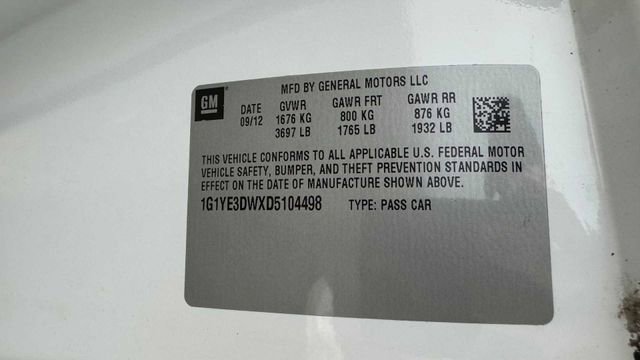 MFD BY GENERAL MOTORS LLC
GM
DATE GVWR GAWR FRT GAWR RR
09/12 1676 KG 800 KG 876 KG
3697 LB 1765 LB 1932 LB
THIS VEHICLE CONFORMS TO ALL APPLICABLE U.S. FEDERAL MOTOR
VEHICLE SAFETY, BUMPER, AND THEFT PREVENTION STANDARDS IN
EFFECT ON THE DATE OF MANUFACTURE SHOWN ABOVE.
1G1YE3DWXD5104498 TYPE: PASS CAR